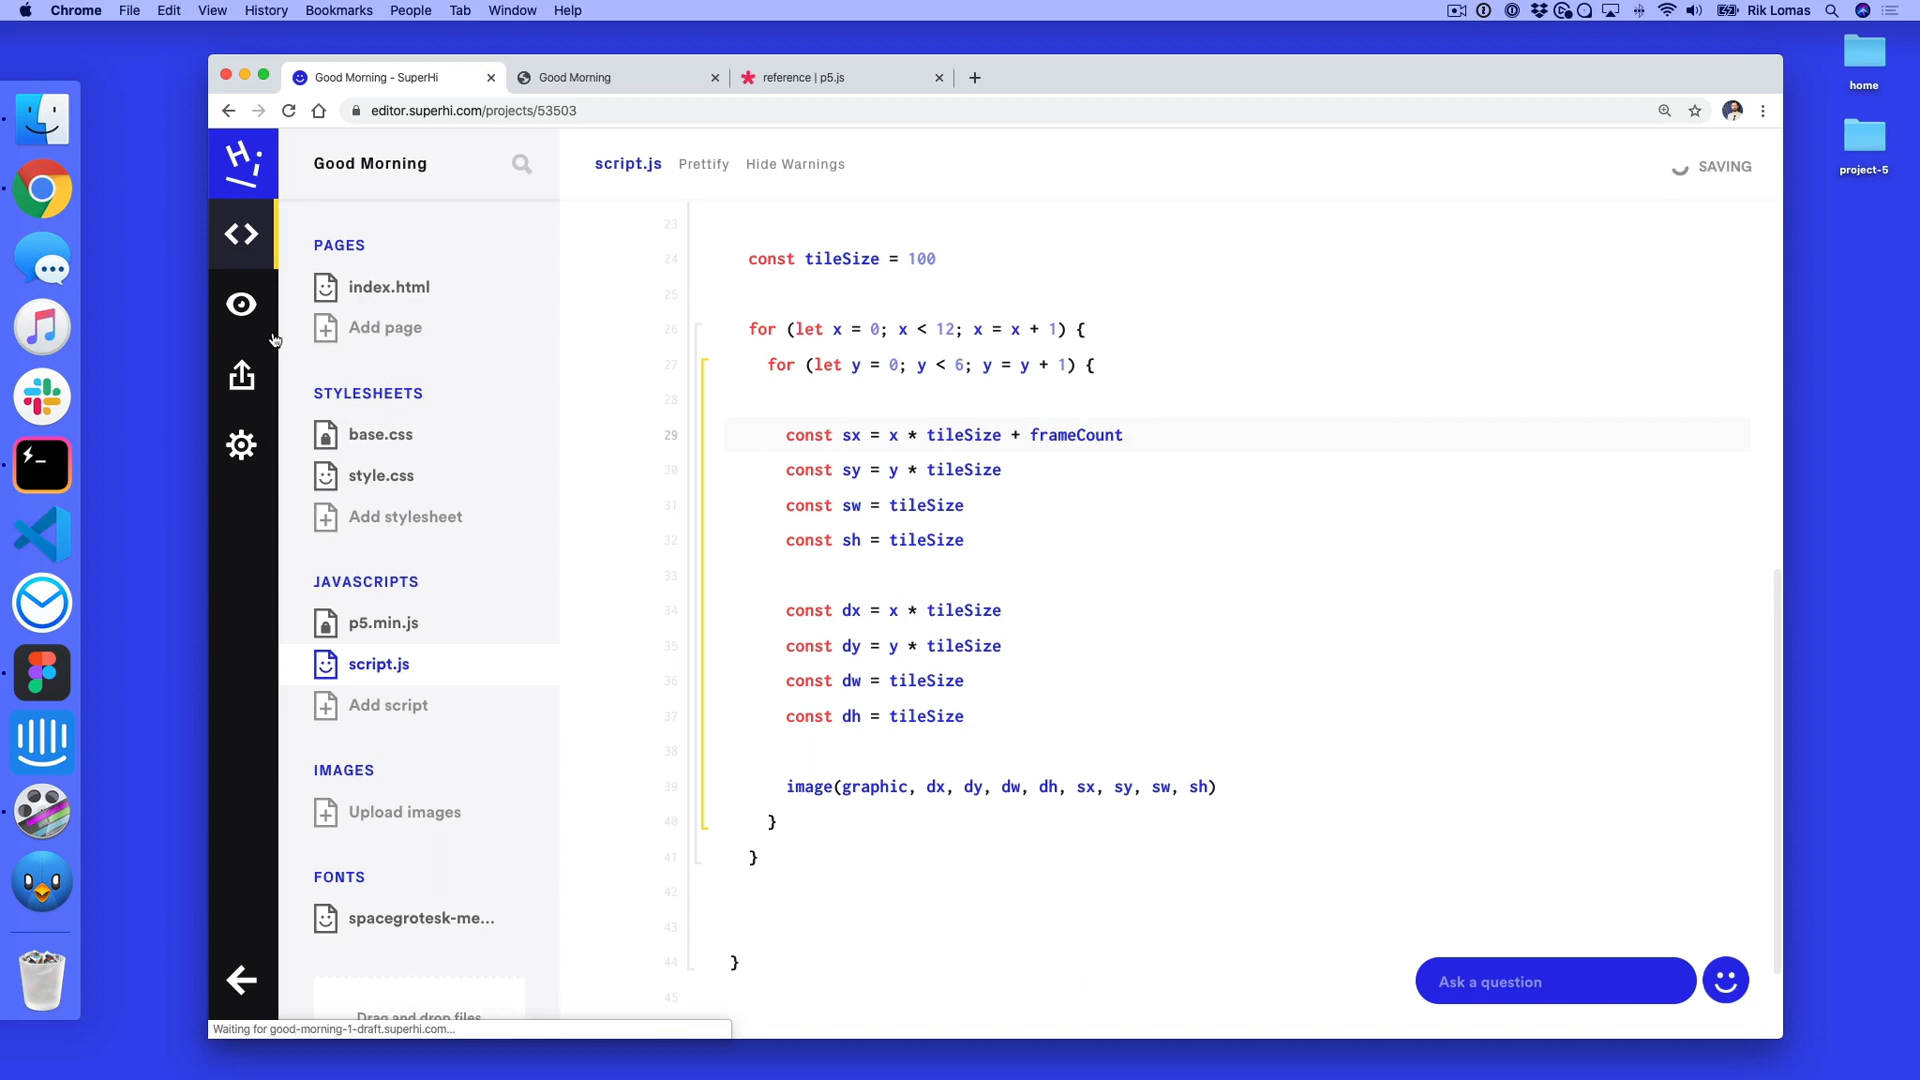 Chrome File Edit View History Bookmarks People Tab Window Help
Rik Lomas
home
project-5
Good Morning - SuperHi
Good Morning
reference | p5.js
editor.superhi.com/projects/53503
Hi
Good Morning
script.js Prettify Hide Warnings
SAVING
PAGES
index.html
Add page
STYLESHEETS
base.css
style.css
Add stylesheet
JAVASCRIPTS
p5.min.js
script.js
Add script
IMAGES
Upload images
FONTS
spacegrotesk-me...
Drag and drop files
23
24 const tileSize = 100
25
26 for (let x = 0; x < 12; x = x + 1) {
27 for (let y = 0; y < 6; y = y + 1) {
28
29 const sx = x * tileSize + frameCount
30 const sy = y * tileSize
31 const sw = tileSize
32 const sh = tileSize
33
34 const dx = x * tileSize
35 const dy = y * tileSize
36 const dw = tileSize
37 const dh = tileSize
38
39 image(graphic, dx, dy, dw, dh, sx, sy, sw, sh)
40 }
41 }
42
43
44 }
45
Ask a question
Waiting for good-morning-1-draft.superhi.com...